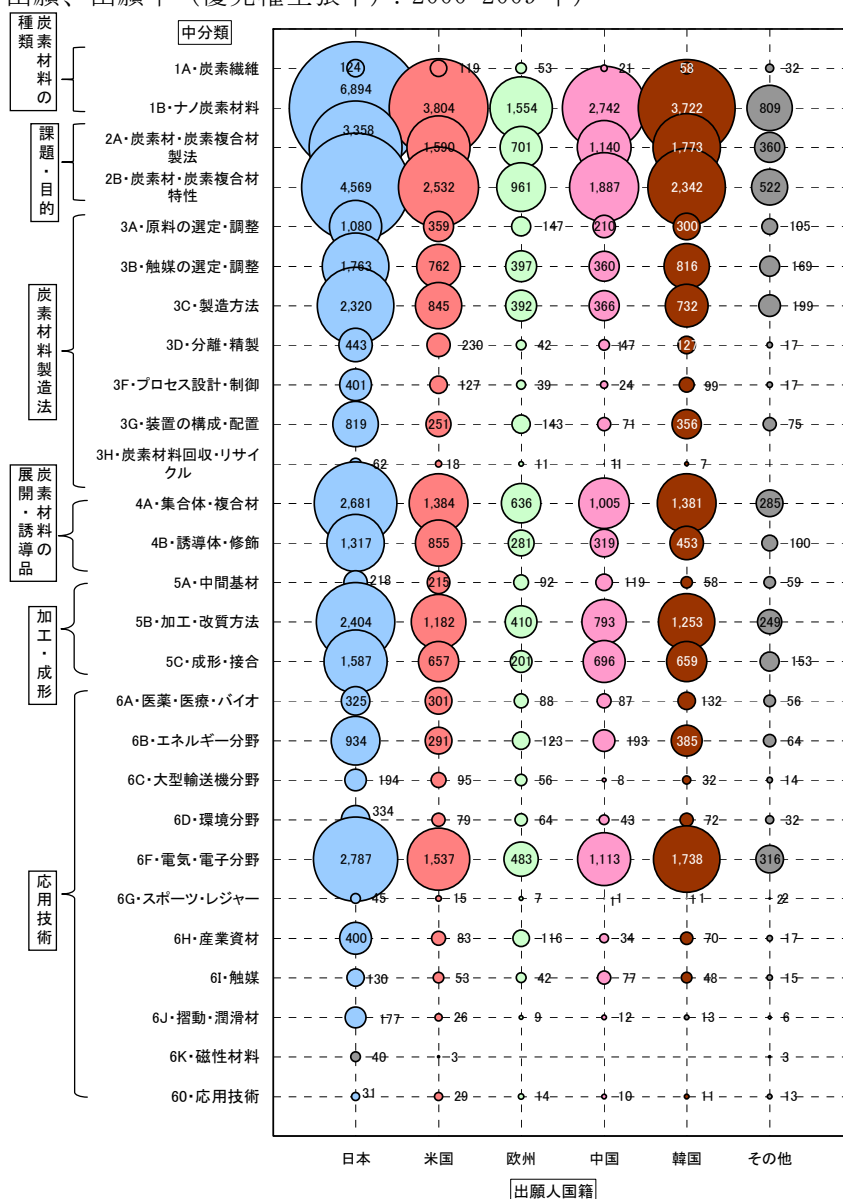 炭素材料の種類
中分類
1A・炭素繊維 124 119 53 21 58 32
1B・ナノ炭素材料 6,894 3,804 1,554 2,742 3,722 809
課題・目的
2A・炭素材・炭素複合材
製法 3,358 1,590 701 1,140 1,773 360
2B・炭素材・炭素複合材
特性 4,569 2,532 961 1,887 2,342 522
炭素材料製造法
3A・原料の選定・調整 1,080 359 147 210 300 105
3B・触媒の選定・調整 1,763 762 397 360 816 169
3C・製造方法 2,320 845 392 366 732 199
3D・分離・精製 443 230 42 47 127 17
3F・プロセス設計・制御 401 127 39 24 99 17
3G・装置の構成・配置 819 251 143 71 356 75
3H・炭素材料回収・リサイ
クル 62 18 11 11 7
炭素材料の展開・誘導品
4A・集合体・複合材 2,681 1,384 636 1,005 1,381 285
4B・誘導体・修飾 1,317 855 281 319 453 100
加工・成形
5A・中間基材 218 215 92 119 58 59
5B・加工・改質方法 2,404 1,182 410 793 1,253 249
5C・成形・接合 1,587 657 201 696 659 153
応用技術
6A・医薬・医療・バイオ 325 301 88 87 132 56
6B・エネルギー分野 934 291 123 193 385 64
6C・大型輸送機分野 194 95 56 8 32 14
6D・環境分野 334 79 64 43 72 32
6F・電気・電子分野 2,787 1,537 483 1,113 1,738 316
6G・スポーツ・レジャー 45 15 7 1 1 2
6H・産業資材 400 83 116 34 70 17
6I・触媒 130 53 42 77 48 15
6J・摺動・潤滑材 177 26 9 12 13 6
6K・磁性材料 40 3 3
60・応用技術 31 29 14 10 11 13
日本 米国 欧州 中国 韓国 その他
出願人国籍